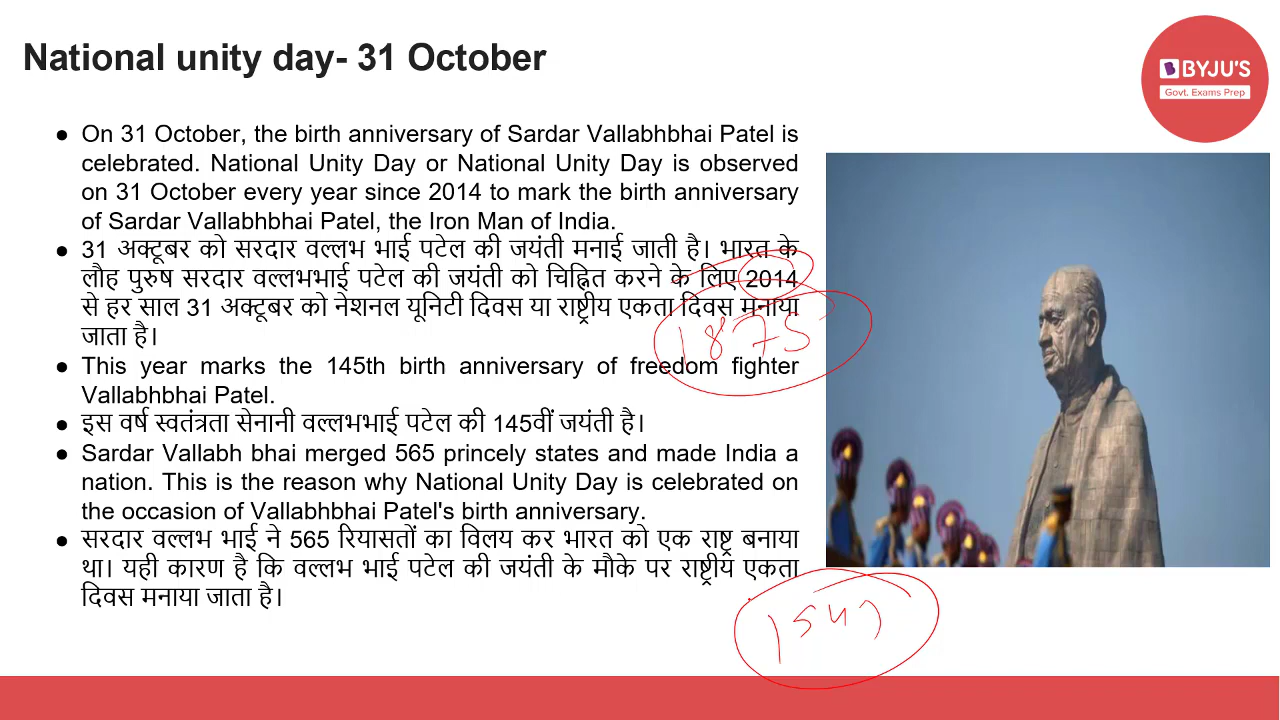 National unity day- 31 October
BYJU'S
Govt. Exams Prep
● On 31 October, the birth anniversary of Sardar Vallabhbhai Patel is
celebrated. National Unity Day or National Unity Day is observed
on 31 October every year since 2014 to mark the birth anniversary
of Sardar Vallabhbhai Patel, the Iron Man of India.
● 31 अक्टूबर को सरदार वल्लभ भाई पटेल की जयंती मनाई जाती है। भारत के
लौह पुरुष सरदार वल्लभभाई पटेल की जयंती को चिह्नित करने के लिए 2014
से हर साल 31 अक्टूबर को नेशनल यूनिटी दिवस या राष्ट्रीय एकता दिवस मनाया
जाता है।
1875
● This year marks the 145th birth anniversary of freedom fighter
Vallabhbhai Patel.
● इस वर्ष स्वतंत्रता सेनानी वल्लभभाई पटेल की 145वीं जयंती है।
● Sardar Vallabh bhai merged 565 princely states and made India a
nation. This is the reason why National Unity Day is celebrated on
the occasion of Vallabhbhai Patel's birth anniversary.
● सरदार वल्लभ भाई ने 565 रियासतों का विलय कर भारत को एक राष्ट्र बनाया
था। यही कारण है कि वल्लभ भाई पटेल की जयंती के मौके पर राष्ट्रीय एकता
दिवस मनाया जाता है।